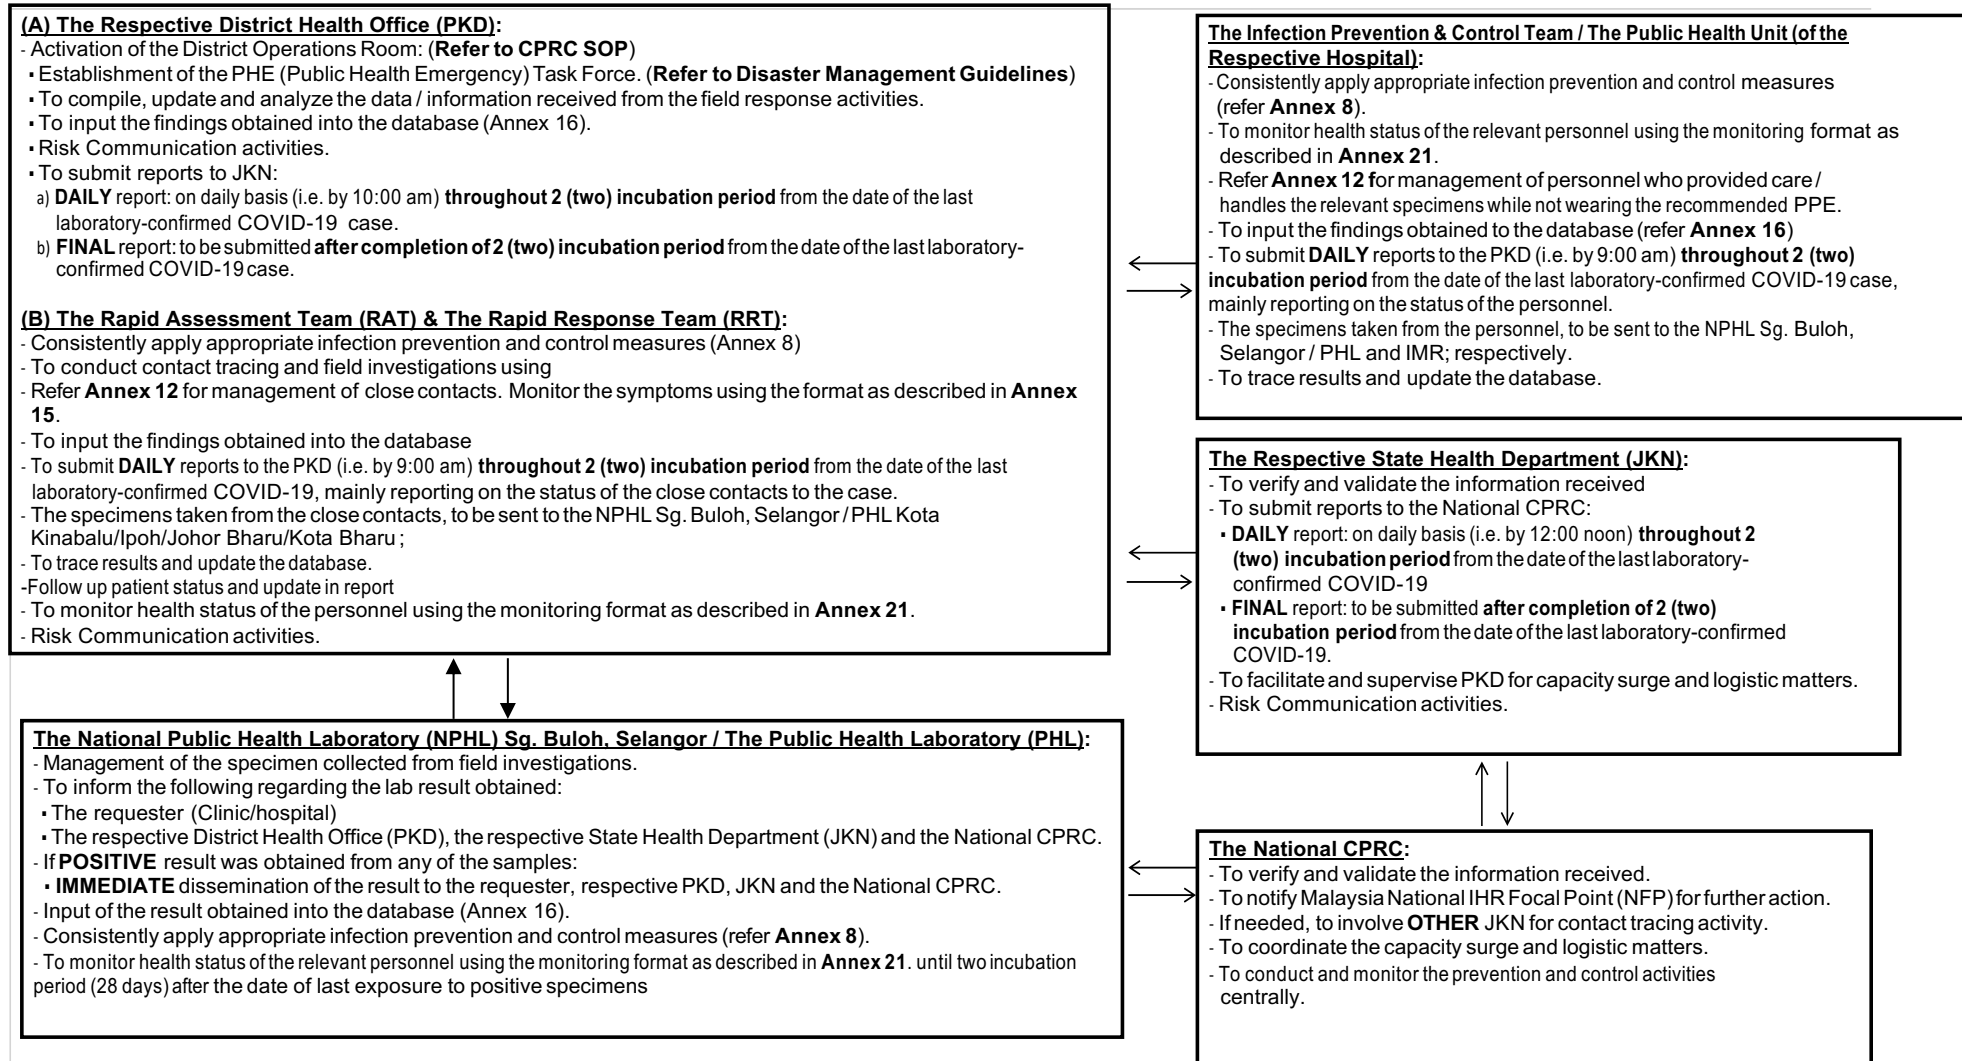 (A) The Respective District Health Office (PKD):
- Activation of the District Operations Room: (Refer to CPRC SOP)
▪ Establishment of the PHE (Public Health Emergency) Task Force. (Refer to Disaster Management Guidelines)
▪ To compile, update and analyze the data / information received from the field response activities.
▪ To input the findings obtained into the database (Annex 16).
▪ Risk Communication activities.
▪ To submit reports to JKN:
a) DAILY report: on daily basis (i.e. by 10:00 am) throughout 2 (two) incubation period from the date of the last
laboratory-confirmed COVID-19 case.
b) FINAL report: to be submitted after completion of 2 (two) incubation period from the date of the last laboratory-
confirmed COVID-19 case.
(B) The Rapid Assessment Team (RAT) & The Rapid Response Team (RRT):
- Consistently apply appropriate infection prevention and control measures (Annex 8)
- To conduct contact tracing and field investigations using
- Refer Annex 12 for management of close contacts. Monitor the symptoms using the format as described in Annex
15.
- To input the findings obtained into the database
- To submit DAILY reports to the PKD (i.e. by 9:00 am) throughout 2 (two) incubation period from the date of the last
laboratory-confirmed COVID-19, mainly reporting on the status of the close contacts to the case.
- The specimens taken from the close contacts, to be sent to the NPHL Sg. Buloh, Selangor / PHL Kota
Kinabalu/Ipoh/Johor Bharu/Kota Bharu ;
- To trace results and update the database.
-Follow up patient status and update in report
- To monitor health status of the personnel using the monitoring format as described in Annex 21.
- Risk Communication activities.
The Infection Prevention & Control Team / The Public Health Unit (of the
Respective Hospital):
- Consistently apply appropriate infection prevention and control measures
(refer Annex 8).
- To monitor health status of the relevant personnel using the monitoring format as
described in Annex 21.
- Refer Annex 12 for management of personnel who provided care /
handles the relevant specimens while not wearing the recommended PPE.
- To input the findings obtained to the database (refer Annex 16)
- To submit DAILY reports to the PKD (i.e. by 9:00 am) throughout 2 (two)
incubation period from the date of the last laboratory-confirmed COVID-19 case,
mainly reporting on the status of the personnel.
- The specimens taken from the personnel, to be sent to the NPHL Sg. Buloh,
Selangor / PHL and IMR; respectively.
- To trace results and update the database.
The Respective State Health Department (JKN):
- To verify and validate the information received
- To submit reports to the National CPRC:
▪ DAILY report: on daily basis (i.e. by 12:00 noon) throughout 2
(two) incubation period from the date of the last laboratory-
confirmed COVID-19
▪ FINAL report: to be submitted after completion of 2 (two)
incubation period from the date of the last laboratory-confirmed
COVID-19.
- To facilitate and supervise PKD for capacity surge and logistic matters.
- Risk Communication activities.
The National Public Health Laboratory (NPHL) Sg. Buloh, Selangor / The Public Health Laboratory (PHL):
- Management of the specimen collected from field investigations.
- To inform the following regarding the lab result obtained:
▪ The requester (Clinic/hospital)
▪ The respective District Health Office (PKD), the respective State Health Department (JKN) and the National CPRC.
- If POSITIVE result was obtained from any of the samples:
▪ IMMEDIATE dissemination of the result to the requester, respective PKD, JKN and the National CPRC.
- Input of the result obtained into the database (Annex 16).
- Consistently apply appropriate infection prevention and control measures (refer Annex 8).
- To monitor health status of the relevant personnel using the monitoring format as described in Annex 21. until two incubation
period (28 days) after the date of last exposure to positive specimens
The National CPRC:
- To verify and validate the information received.
- To notify Malaysia National IHR Focal Point (NFP) for further action.
- If needed, to involve OTHER JKN for contact tracing activity.
- To coordinate the capacity surge and logistic matters.
- To conduct and monitor the prevention and control activities
centrally.